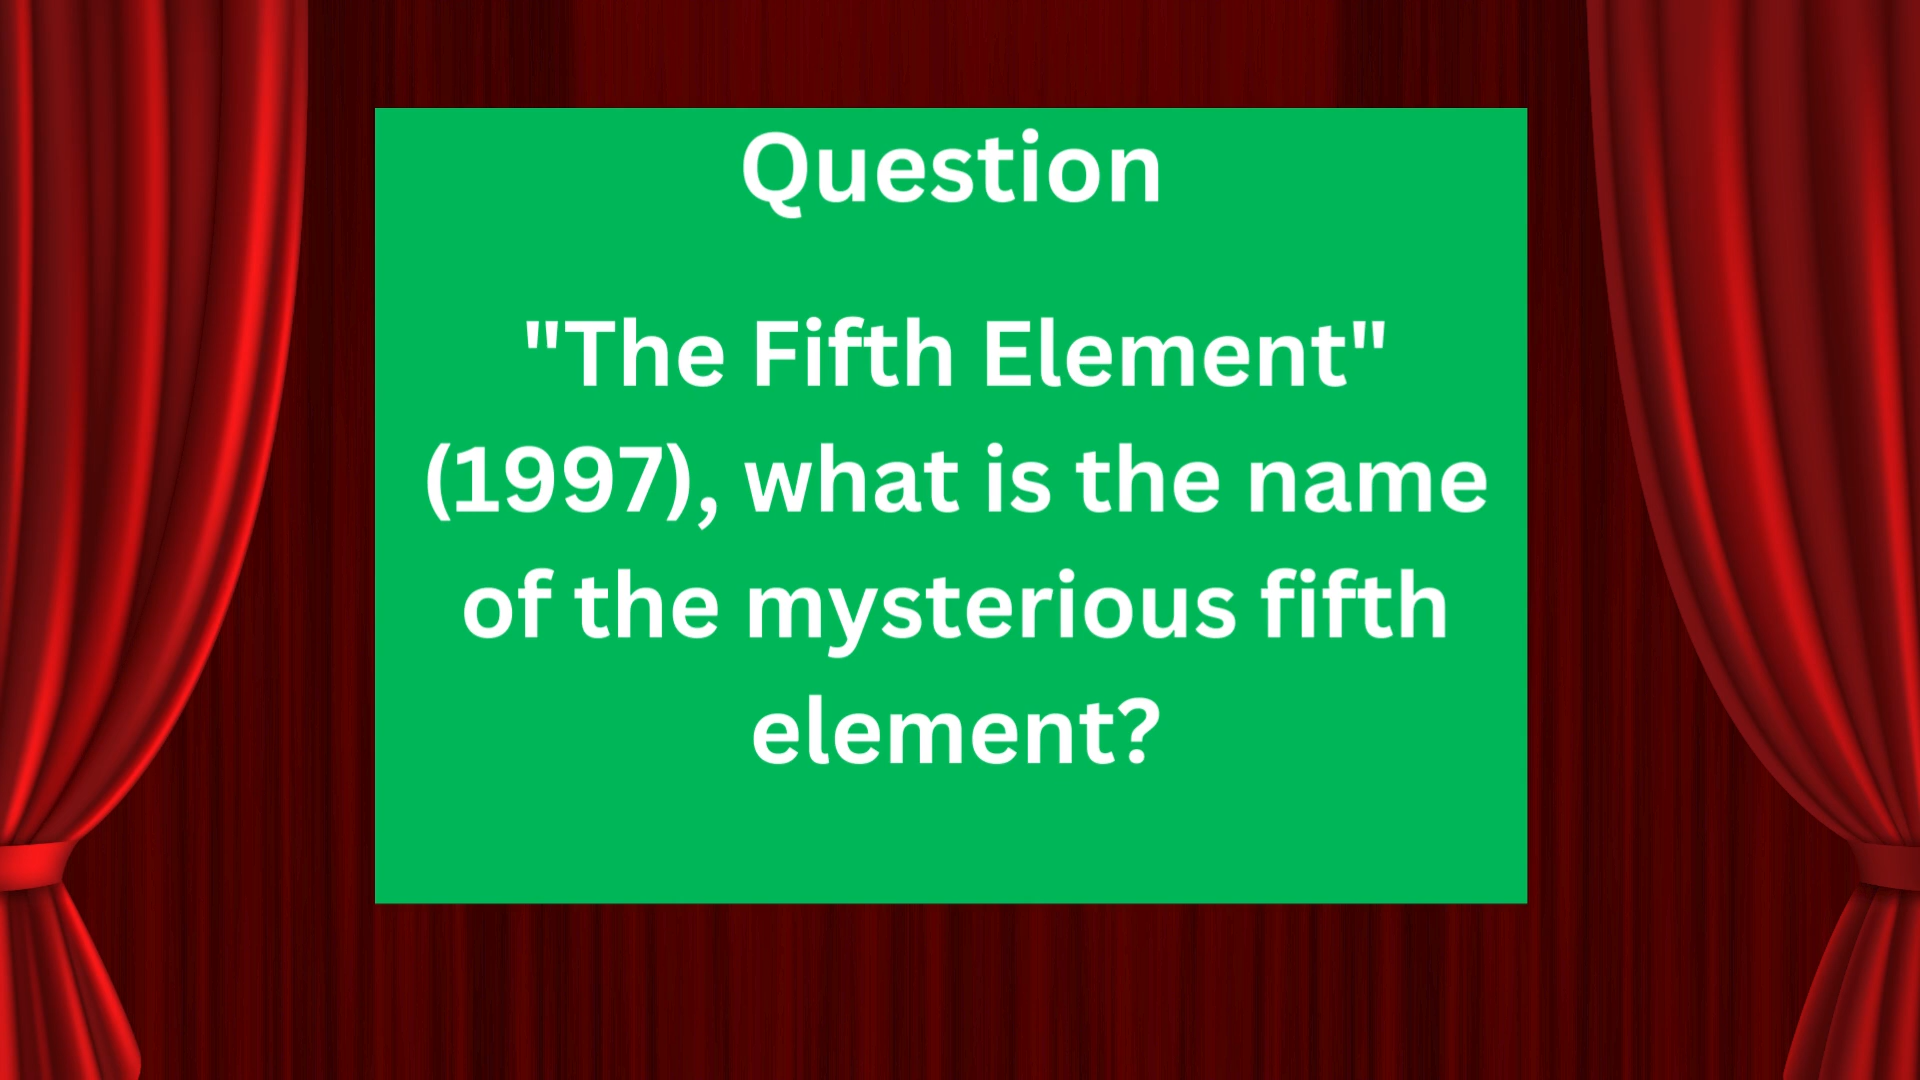 Question
"The Fifth Element"
(1997), what is the name
of the mysterious fifth
element?